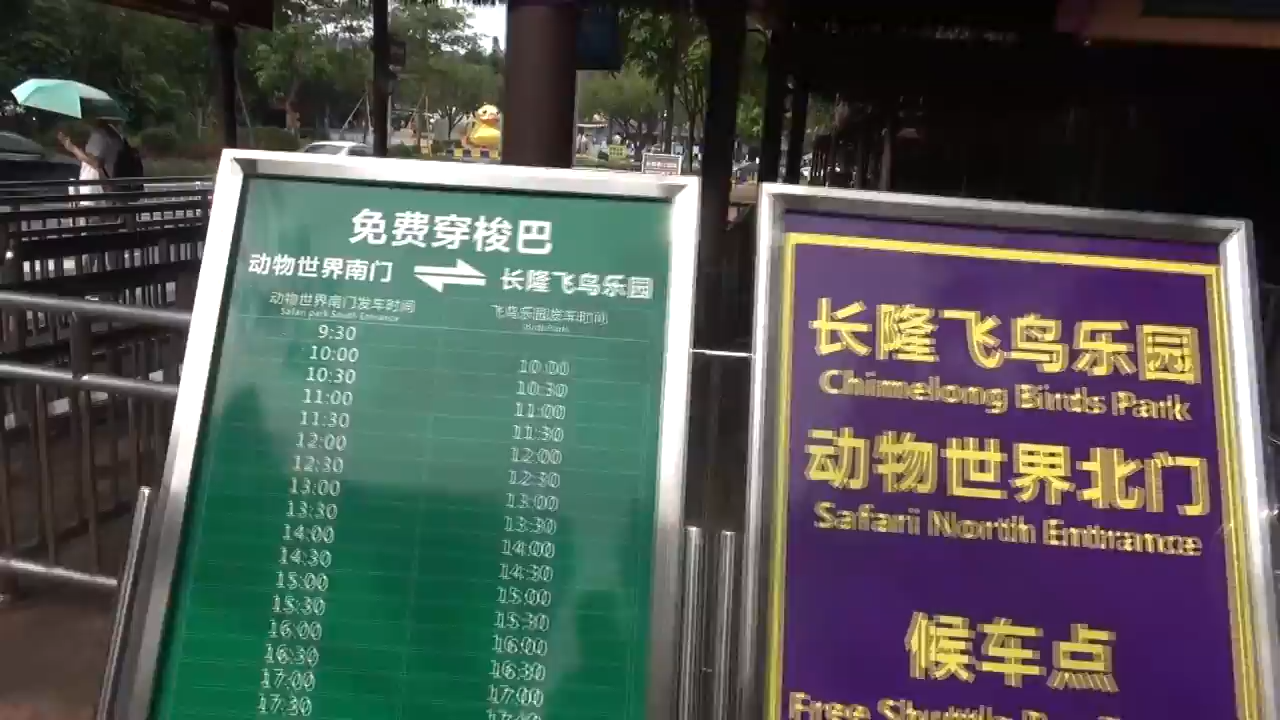 免费穿梭巴
动物世界南门 ⇌ 长隆飞鸟乐园
动物世界南门发车时间 飞鸟乐园发车时间
Safari park South Entrance Birds Park
9:30
10:00 10:00
10:30 10:30
11:00 11:00
11:30 11:30
12:00 12:00
12:30 12:30
13:00 13:00
13:30 13:30
14:00 14:00
14:30 14:30
15:00 15:00
15:30 15:30
16:00 16:00
16:30 16:30
17:00 17:00
17:30
长隆飞鸟乐园
Chimelong Birds Park
动物世界北门
Safari North Entrance
候车点
Free Shuttle